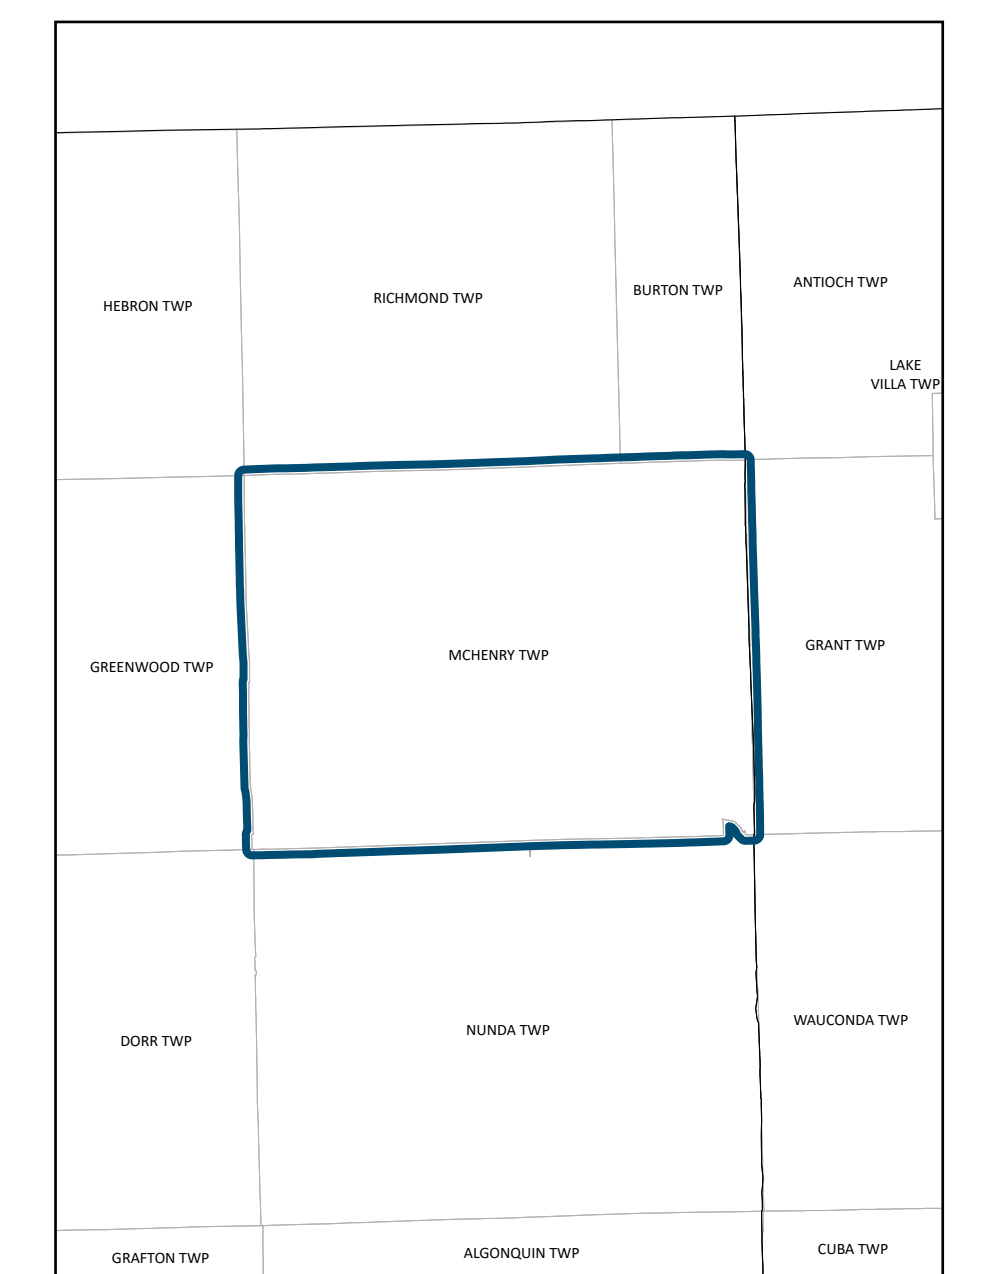 HEBRON TWP
RICHMOND TWP
BURTON TWP
ANTIOCH TWP
LAKE
VILLA TWP
GREENWOOD TWP
MCHENRY TWP
GRANT TWP
DORR TWP
NUNDA TWP
WAUCONDA TWP
GRAFTON TWP
ALGONQUIN TWP
CUBA TWP